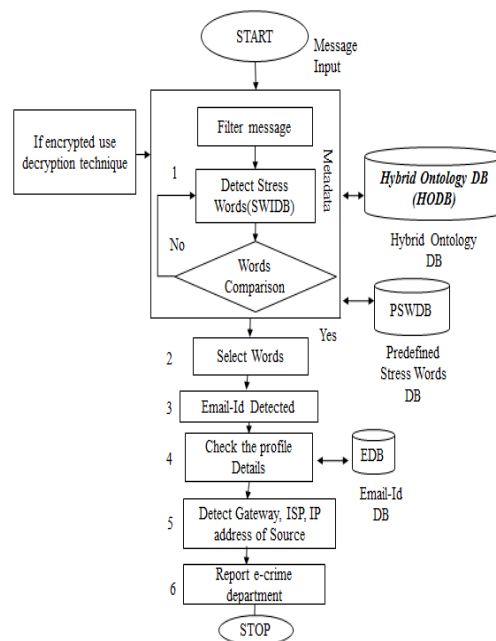 START
Message
Input
If encrypted use
decryption technique
Filter message
Metadata
1
Detect Stress
Words(SWIDB)
Hybrid Ontology DB
(HODB)
Hybrid Ontology
DB
No
Words
Comparison
PSWDB
Predefined
Stress Words
DB
Yes
2
Select Words
3
Email-Id Detected
4
Check the profile
Details
EDB
Email-Id
DB
5
Detect Gateway, ISP, IP
address of Source
6
Report e-crime
department
STOP